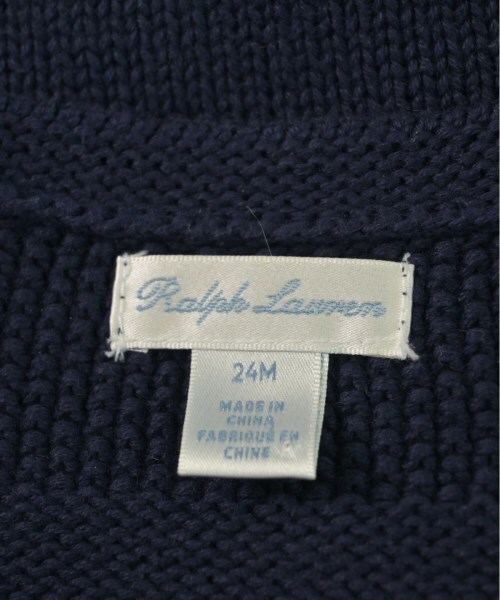 Ralph Lauren
24M
MADE IN
CHINA
FABRIQUE EN
CHINE